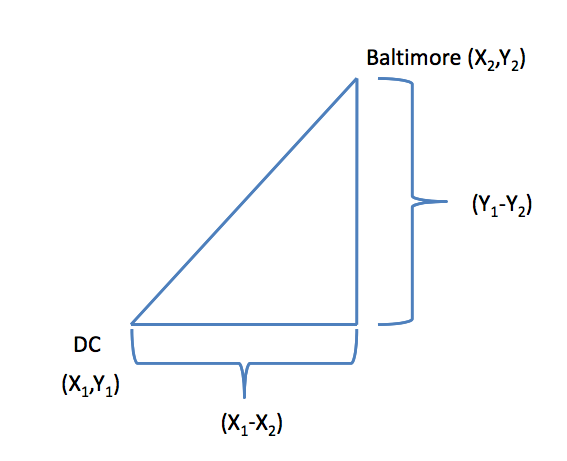 Baltimore (X₂,Y₂)
(Y₁-Y₂)
DC
(X₁,Y₁)
(X₁-X₂)